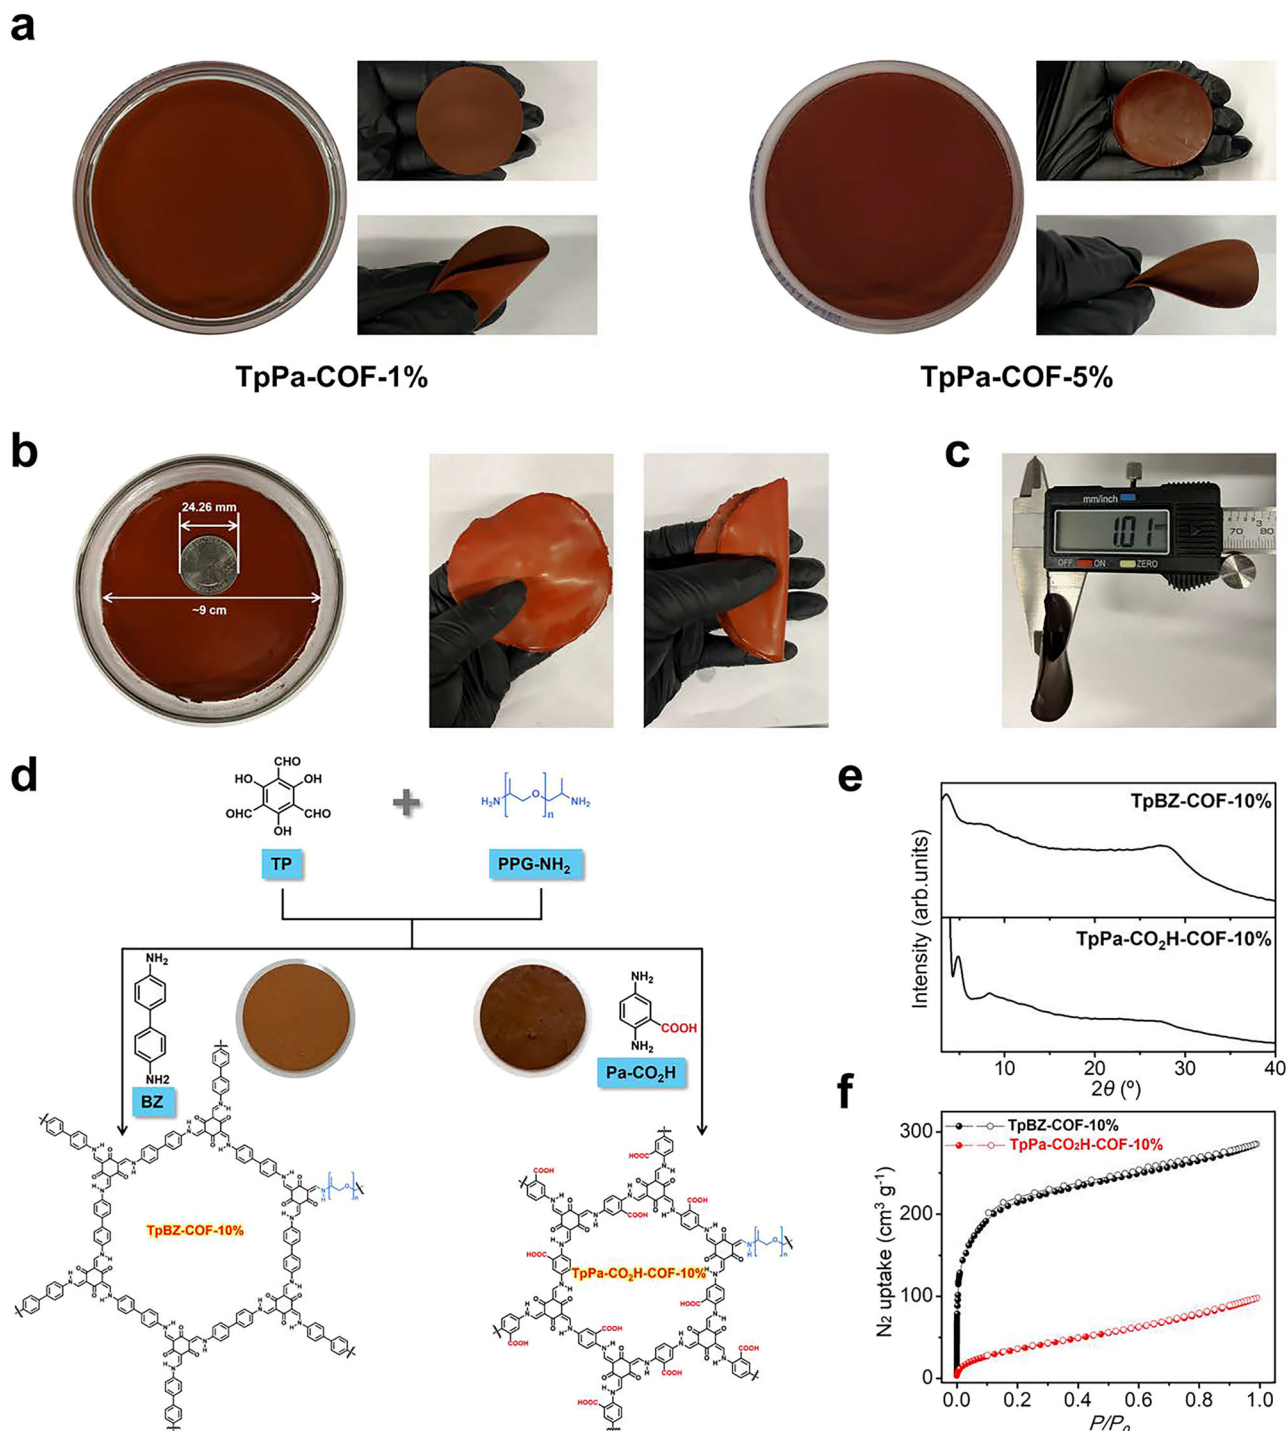 a
TpPa-COF-1%
TpPa-COF-5%
b
24.26 mm
~9 cm
c
mm/inch
1.01
OFF
ON
ZERO
70
3
80
d
CHO
HO
OH
OHC
CHO
OH
+
H₂N
O
NH₂
n
TP
PPG-NH₂
NH₂
NH2
BZ
NH₂
COOH
NH₂
Pa-CO₂H
TpBZ-COF-10%
TpPa-CO₂H-COF-10%
e
TpBZ-COF-10%
TpPa-CO₂H-COF-10%
Intensity (arb.units)
10 20 30 40
2θ (°)
f
TpBZ-COF-10%
TpPa-CO₂H-COF-10%
N₂ uptake (cm³ g⁻¹)
300
200
100
0
0.0 0.2 0.4 0.6 0.8 1.0
P/P₀